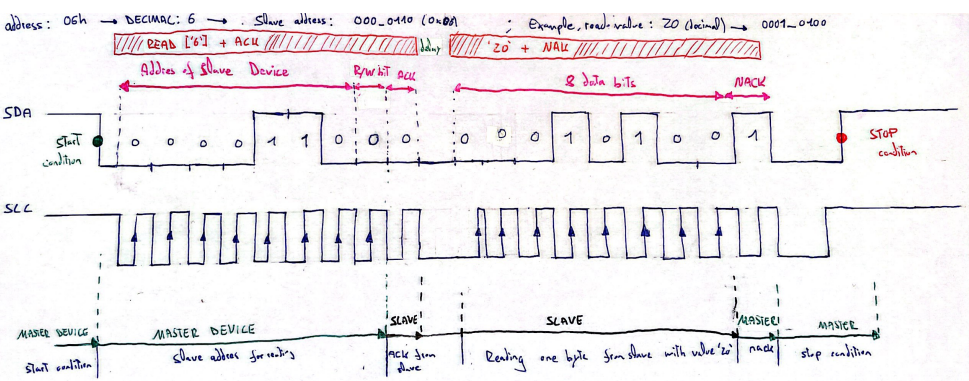 address: 06h → DECIMAL: 6 → Slave address: 000_0110 (0x06) ; Example, read value: 20 (decimal) → 0001_0100
READ ['6'] + ACK delay '20' + NAK
Addres of Slave Device R/W bit ACK 8 data bits NACK
SDA
Start condition 0 0 0 0 1 1 0 0 0 0 0 0 1 0 1 0 0 1 STOP condition
SLC
MASTER DEVICE MASTER DEVICE SLAVE SLAVE MASTER MASTER
start condition Slave address for ACK from slave Reading one byte from slave with value '20' nack stop condition